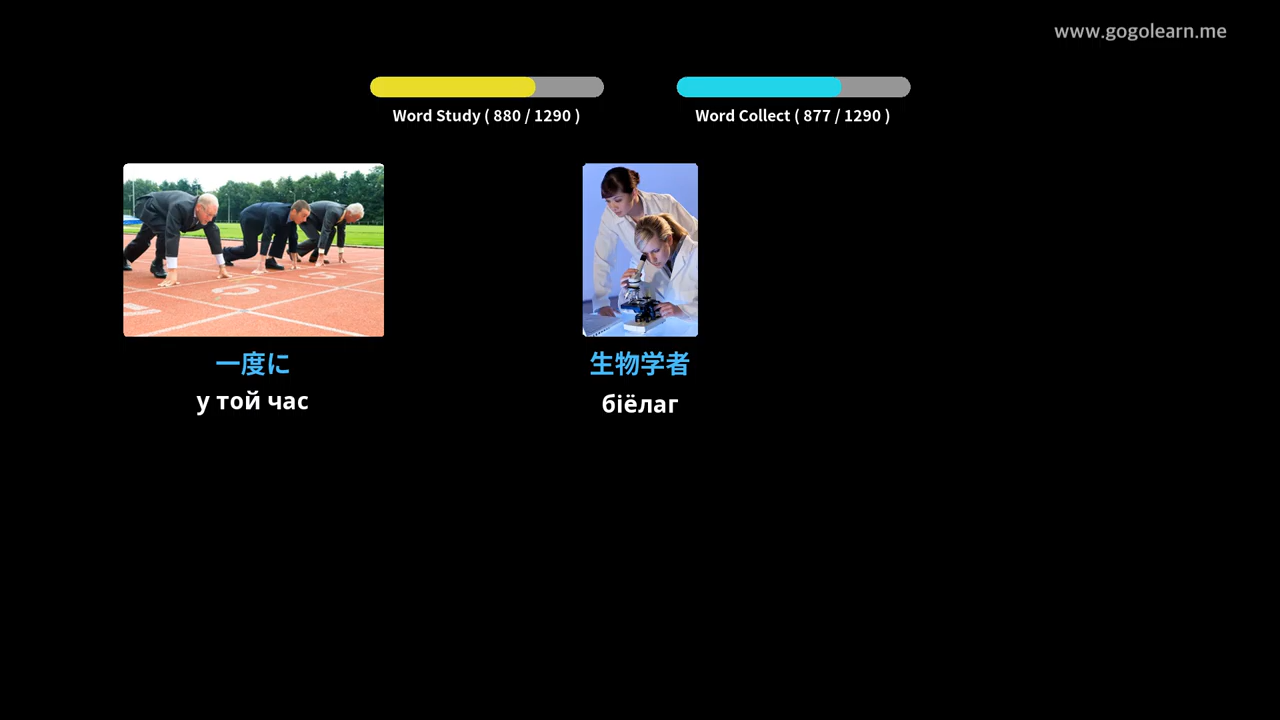 www.gogolearn.me
Word Study ( 880 / 1290 )
Word Collect ( 877 / 1290 )
一度に
у той час
生物学者
біёлаг